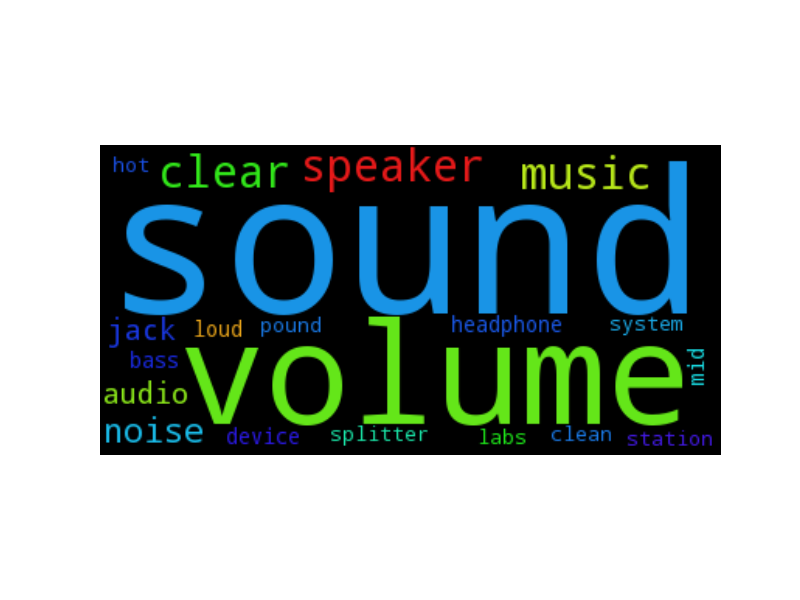 hot clear speaker music
sound
jack loud pound headphone system
bass volume mid
audio
noise device splitter labs clean station